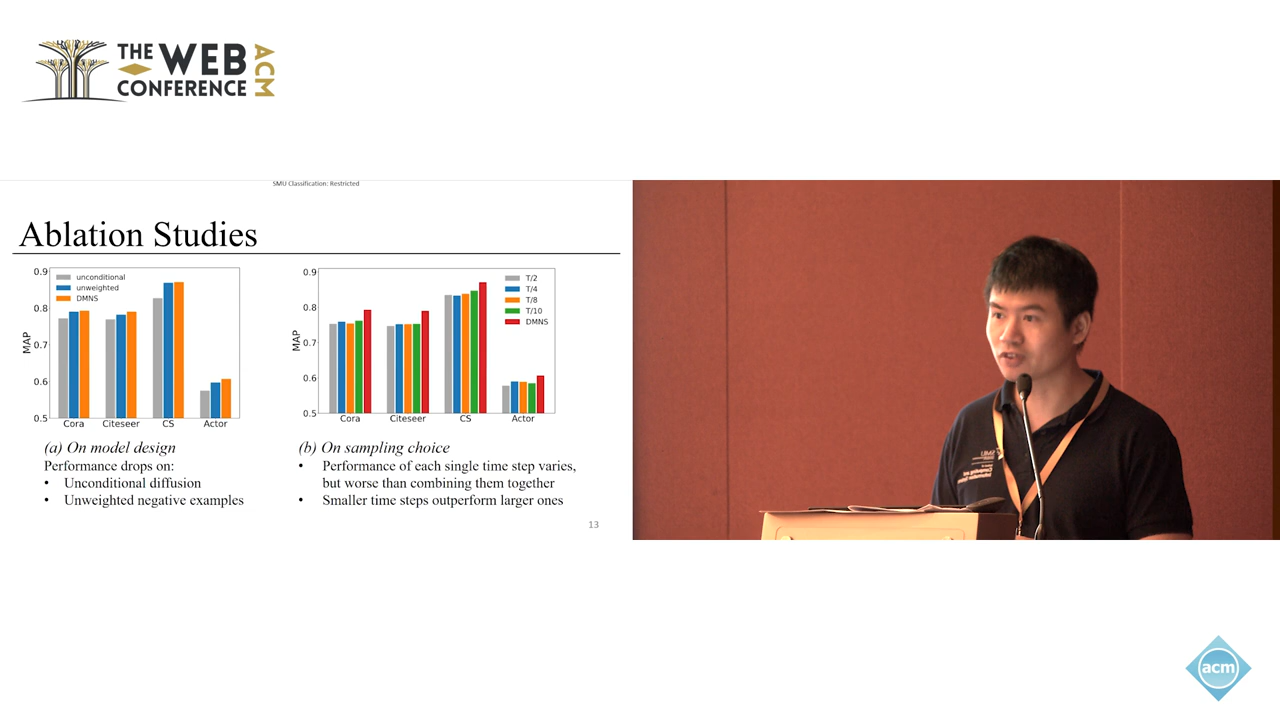 THE WEB
CONFERENCE
ACM
SMU Classification: Restricted
Ablation Studies
0.9
0.8
0.7
0.6
0.5
MAP
unconditional
unweighted
DMNS
Cora
Citeseer
CS
Actor
0.9
0.8
0.7
0.6
0.5
MAP
T/2
T/4
T/8
T/10
DMNS
Cora
Citeseer
CS
Actor
(a) On model design
Performance drops on:
• Unconditional diffusion
• Unweighted negative examples
(b) On sampling choice
• Performance of each single time step varies,
but worse than combining them together
• Smaller time steps outperform larger ones
13
SMU
acm